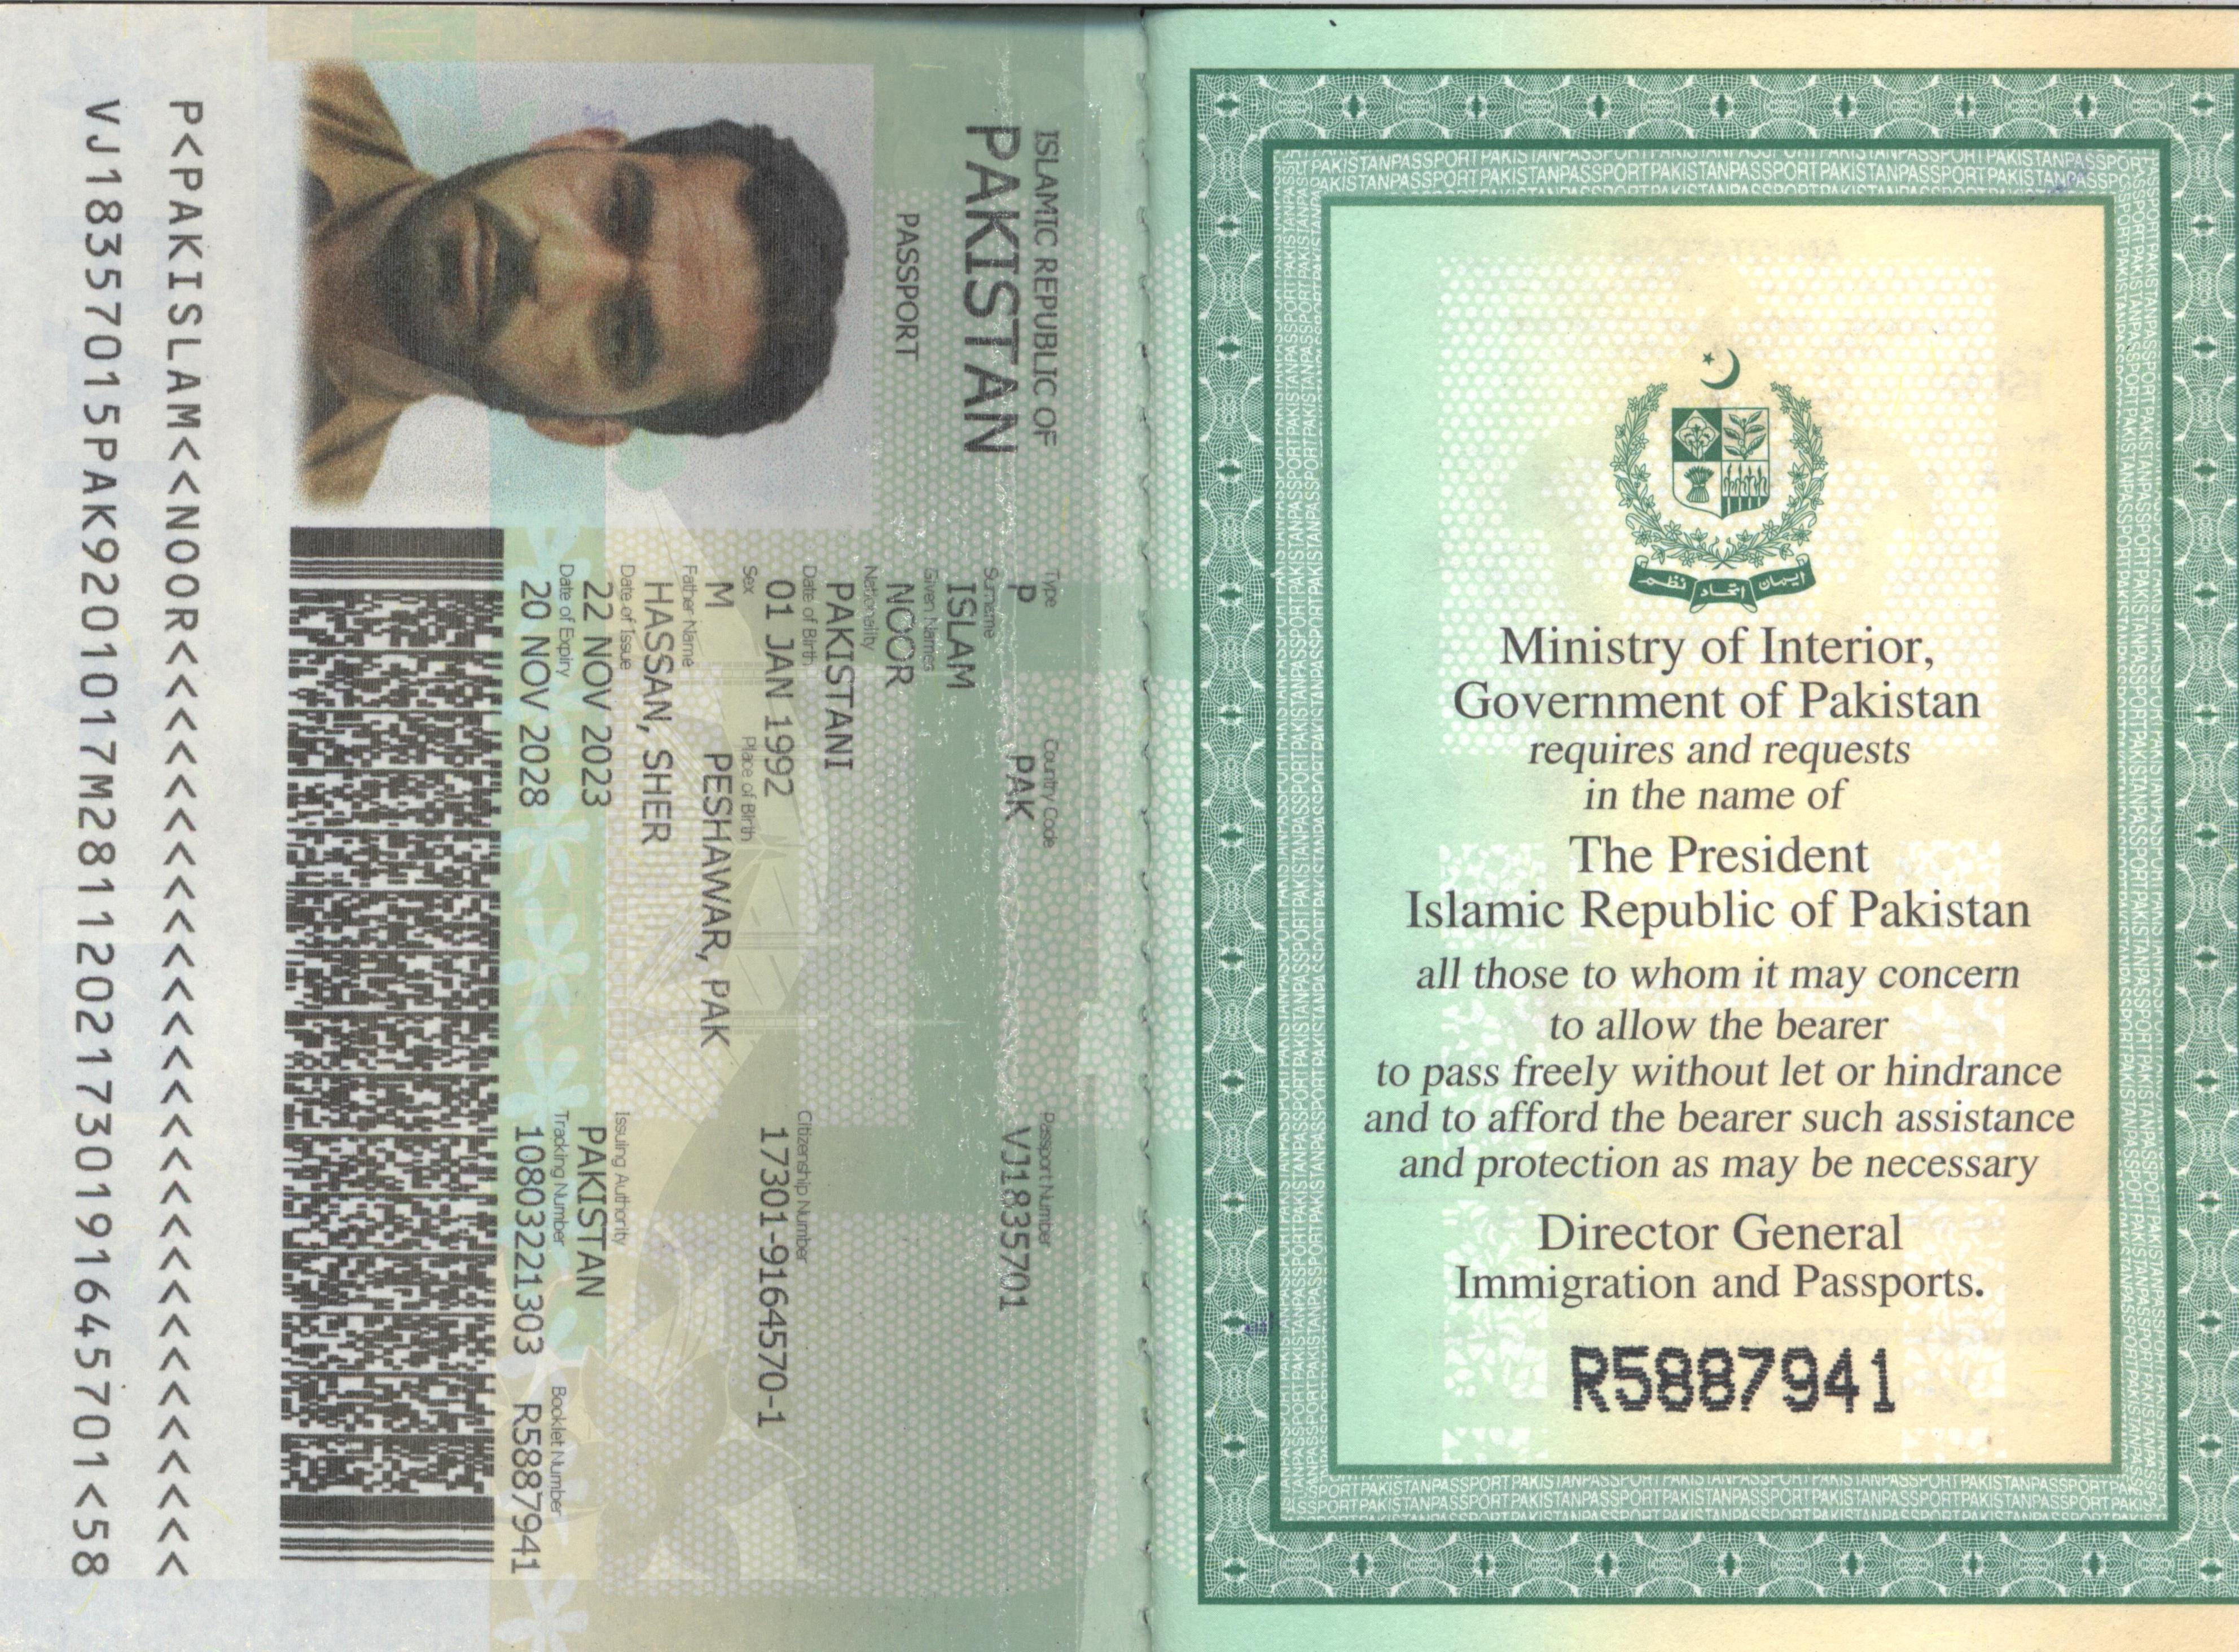 ISLAMIC REPUBLIC OF
PAKISTAN
PASSPORT
Type
P
Country Code
PAK
Passport Number
VJ1835701
Surname
ISLAM
Given Names
NOOR
Nationality
PAKISTANI
Date of Birth
01 JAN 1992
Citizenship Number
17301-9164570-1
Sex
M
Place of Birth
PESHAWAR, PAK
Father Name
HASSAN, SHER
Date of Issue
22 NOV 2023
Issuing Authority
PAKISTAN
Date of Expiry
20 NOV 2028
Tracking Number
10803221303
Booklet Number
R5887941
P<PAKISLAM<<NOOR<<<<<<<<<<<<<<<<<<<<<<<<<<<<
VJ18357015PAK9201017M28112021730191645701<58
ایمان اتحاد نظم
Ministry of Interior,
Government of Pakistan
requires and requests
in the name of
The President
Islamic Republic of Pakistan
all those to whom it may concern
to allow the bearer
to pass freely without let or hindrance
and to afford the bearer such assistance
and protection as may be necessary
Director General
Immigration and Passports.
R5887941